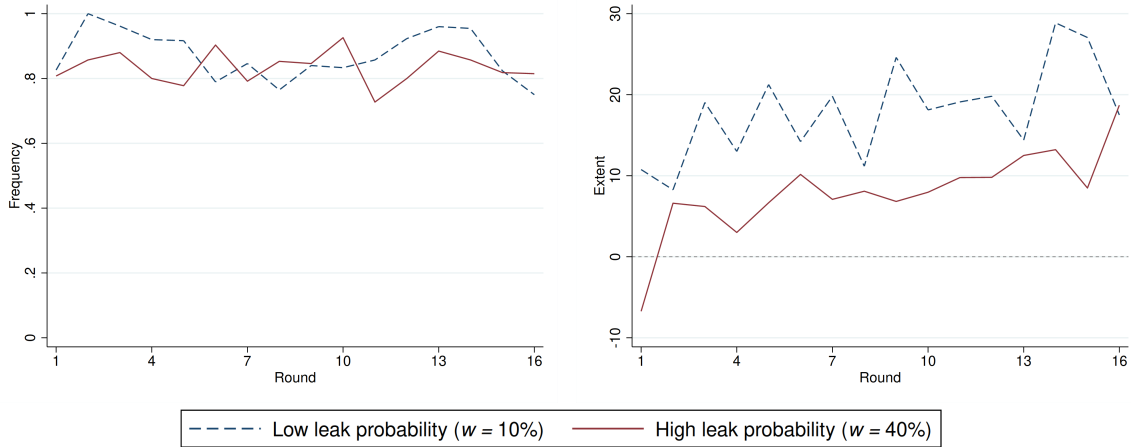 Frequency
1
.8
.6
.4
.2
0
1 4 7 10 13 16
Round
Extent
30
20
10
0
-10
1 4 7 10 13 16
Round
Low leak probability (w = 10%) High leak probability (w = 40%)